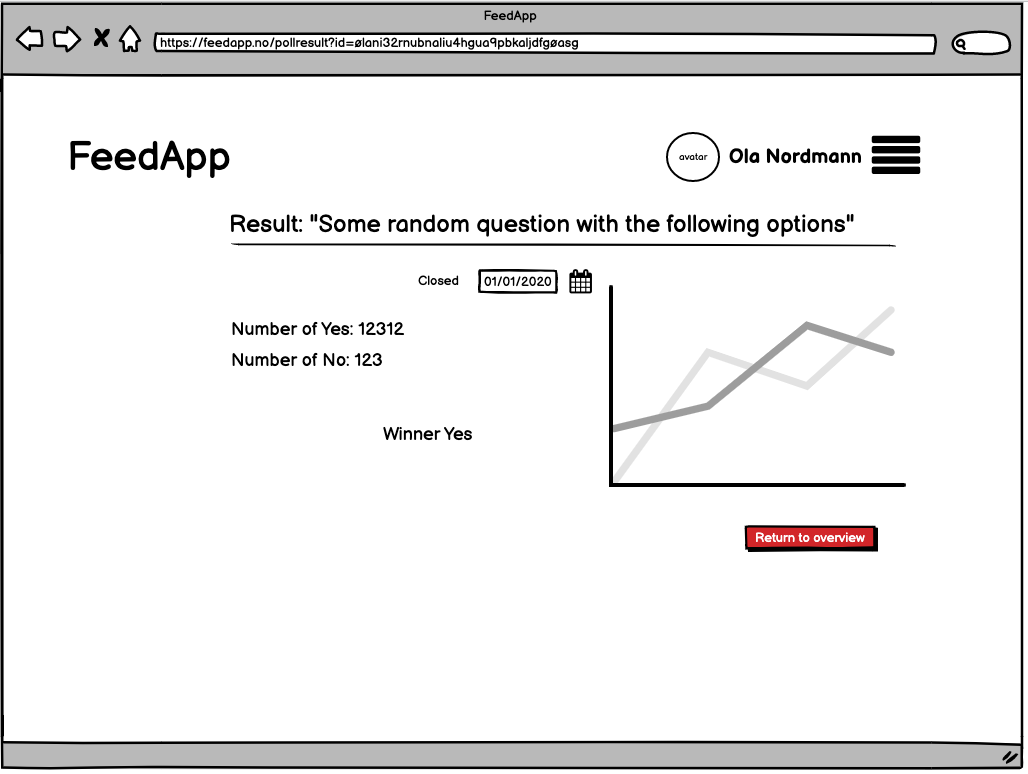 FeedApp
https://feedapp.no/pollresult?id=ølani32rnubnaliu4hgua9pbkaljdfgøasg
FeedApp
avatar
Ola Nordmann
Result: "Some random question with the following options"
Closed
01/01/2020
Number of Yes: 12312
Number of No: 123
Winner Yes
Return to overview